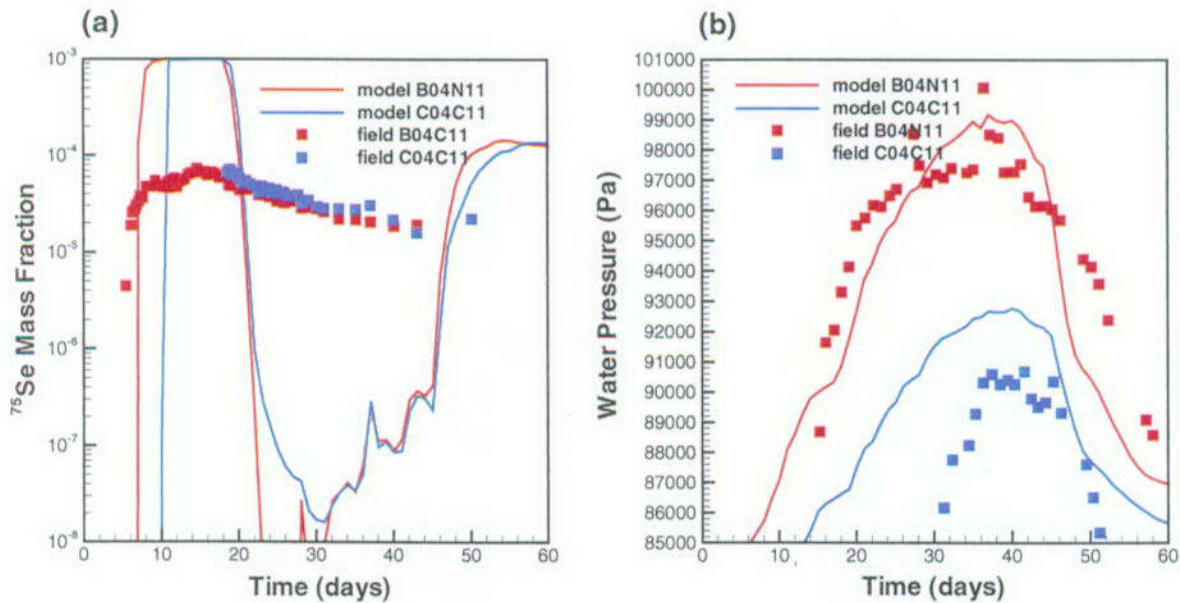 (a)
10⁻³
10⁻⁴
10⁻⁵
10⁻⁶
10⁻⁷
10⁻⁸
⁷⁵Se Mass Fraction
model B04N11
model C04C11
field B04C11
field C04C11
0 10 20 30 40 50 60
Time (days)
(b)
101000
100000
99000
98000
97000
96000
95000
94000
93000
92000
91000
90000
89000
88000
87000
86000
85000
Water Pressure (Pa)
model B04N11
model C04C11
field B04N11
field C04C11
0 10 20 30 40 50 60
Time (days)